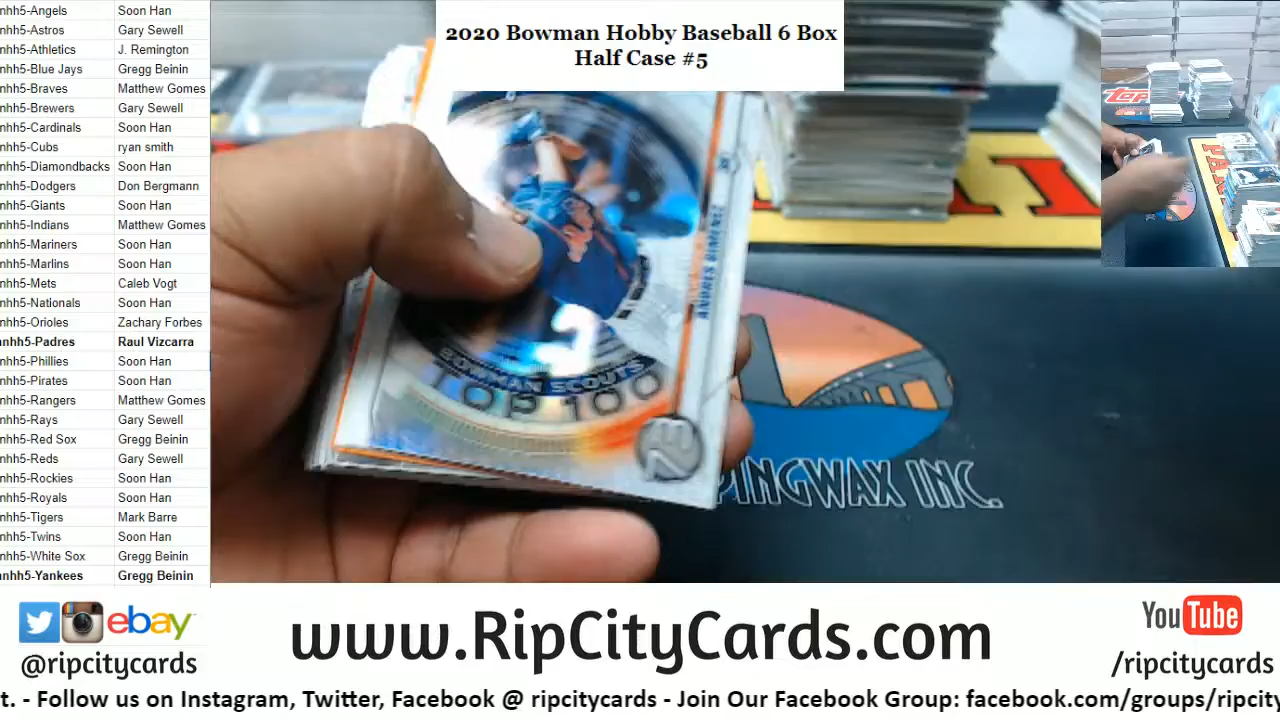 nhh5-Angels Soon Han
nhh5-Astros Gary Sewell
nhh5-Athletics J. Remington
nhh5-Blue Jays Gregg Beinin
nhh5-Braves Matthew Gomes
nhh5-Brewers Gary Sewell
nhh5-Cardinals Soon Han
nhh5-Cubs ryan smith
nhh5-Diamondbacks Soon Han
nhh5-Dodgers Don Bergmann
nhh5-Giants Soon Han
nhh5-Indians Matthew Gomes
nhh5-Mariners Soon Han
nhh5-Marlins Soon Han
nhh5-Mets Caleb Vogt
nhh5-Nationals Soon Han
nhh5-Orioles Zachary Forbes
anhh5-Padres Raul Vizcarra
nhh5-Phillies Soon Han
nhh5-Pirates Soon Han
nhh5-Rangers Matthew Gomes
nhh5-Rays Gary Sewell
nhh5-Red Sox Gregg Beinin
nhh5-Reds Gary Sewell
nhh5-Rockies Soon Han
nhh5-Royals Soon Han
nhh5-Tigers Mark Barre
nhh5-Twins Soon Han
nhh5-White Sox Gregg Beinin
anhh5-Yankees Gregg Beinin
2020 Bowman Hobby Baseball 6 Box
Half Case #5
BOWMAN SCOUTS
TOP 100
PINGWAX INC.
ebay
@ripcitycards
www.RipCityCards.com
YouTube
/ripcitycards
t. - Follow us on Instagram, Twitter, Facebook @ ripcitycards - Join Our Facebook Group: facebook.com/groups/ripcity